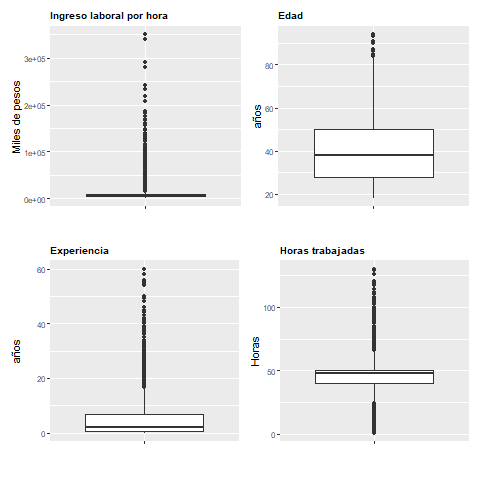 Ingreso laboral por hora
Miles de pesos
3e+05
2e+05
1e+05
0e+00
Edad
años
80
60
40
20
Experiencia
años
60
40
20
0
Horas trabajadas
Horas
100
50
0